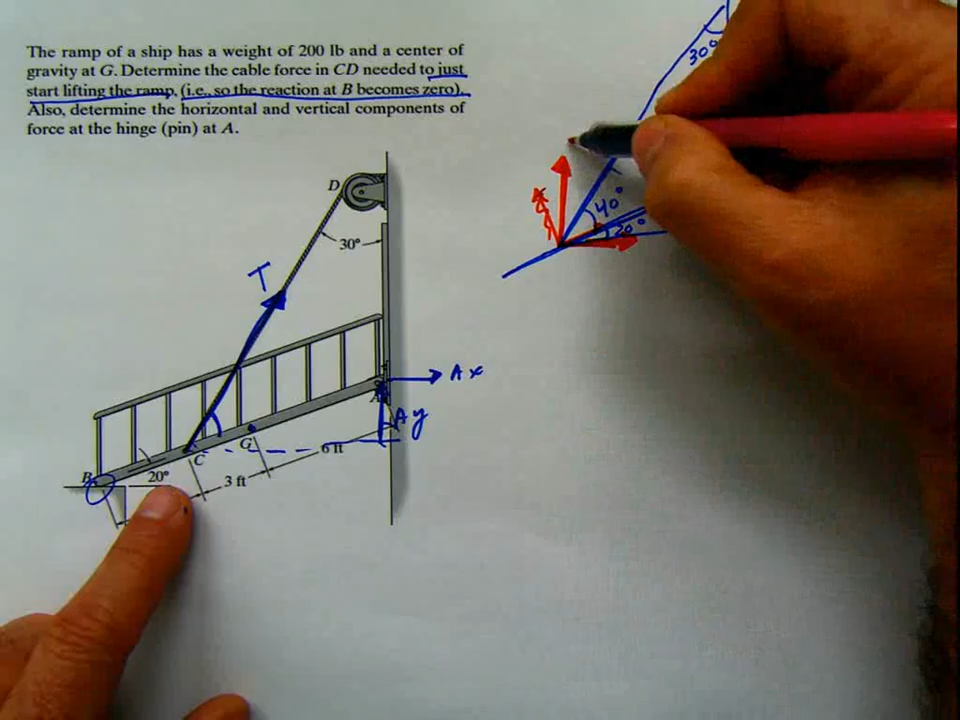 The ramp of a ship has a weight of 200 lb and a center of
gravity at G. Determine the cable force in CD needed to just
start lifting the ramp, (i.e., so the reaction at B becomes zero).
Also, determine the horizontal and vertical components of
force at the hinge (pin) at A.
30°
D
30°
T
40°
20°
Ax
A
Ay
G
6 ft
C
B
20°
3 ft